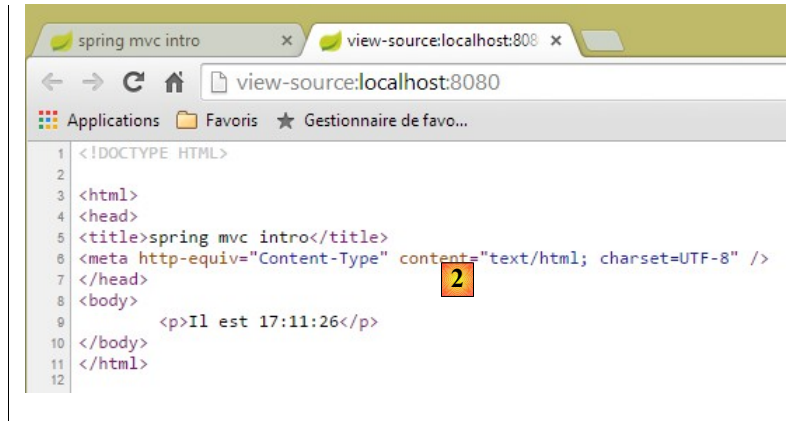 spring mvc intro × view-source:localhost:808 ×
view-source:localhost:8080
Applications Favoris Gestionnaire de favo...
1 <!DOCTYPE HTML>
2
3 <html>
4 <head>
5 <title>spring mvc intro</title>
6 <meta http-equiv="Content-Type" content="text/html; charset=UTF-8" />
2
7 </head>
8 <body>
9 <p>Il est 17:11:26</p>
10 </body>
11 </html>
12